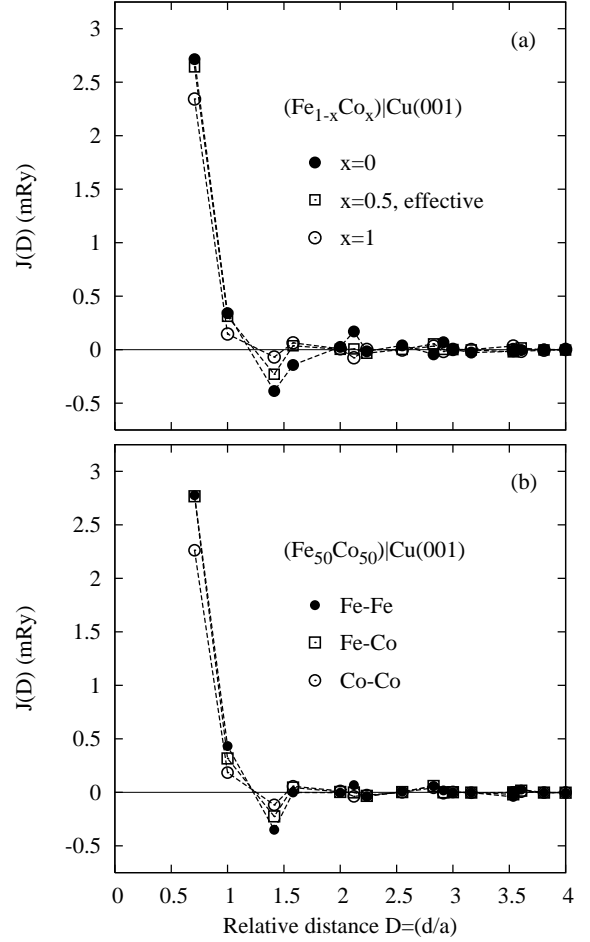 (a)
(Fe1-xCox)|Cu(001)
x=0
x=0.5, effective
x=1
J(D) (mRy)
3
2.5
2
1.5
1
0.5
0
-0.5
(b)
(Fe50Co50)|Cu(001)
Fe-Fe
Fe-Co
Co-Co
J(D) (mRy)
3
2.5
2
1.5
1
0.5
0
-0.5
0 0.5 1 1.5 2 2.5 3 3.5 4
Relative distance D=(d/a)